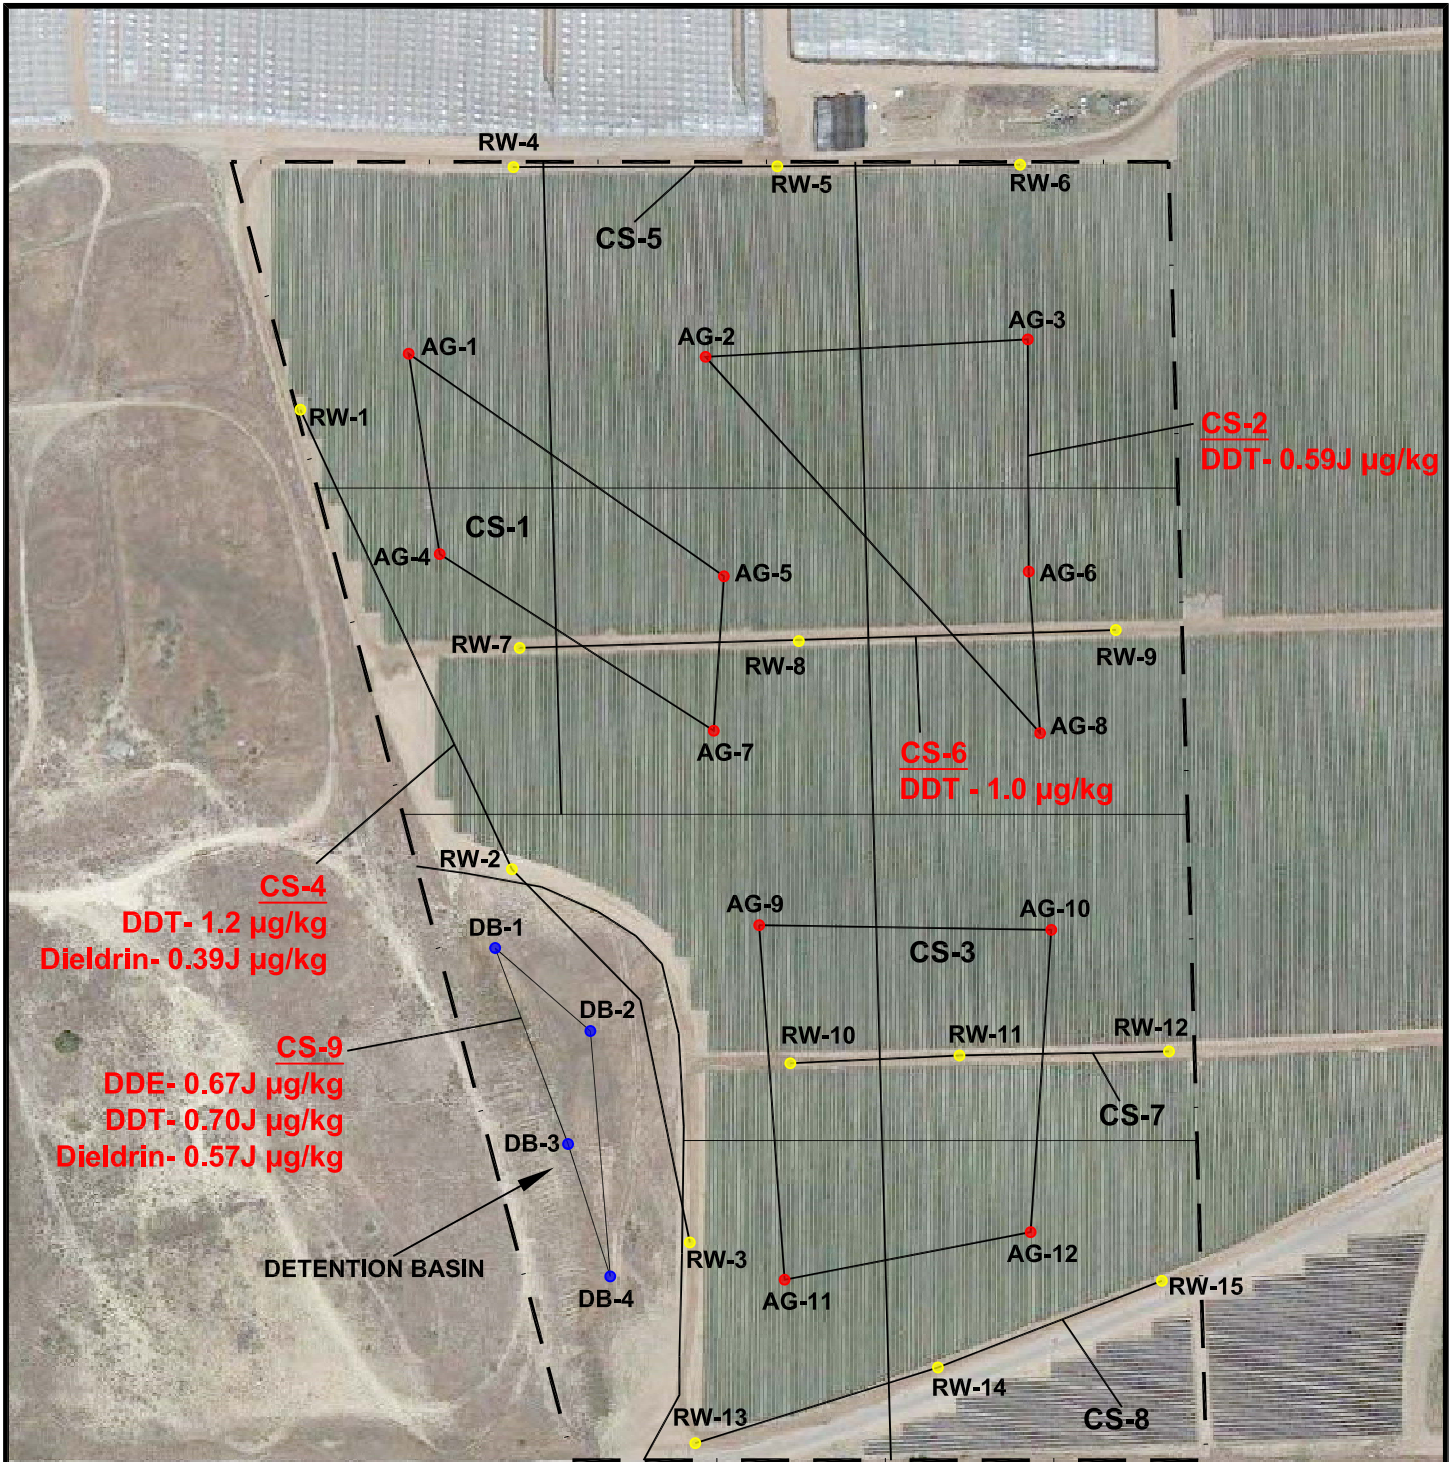 RW-4
RW-5
RW-6
CS-5
AG-1
AG-2
AG-3
RW-1
CS-2
DDT- 0.59J µg/kg
CS-1
AG-4
AG-5
AG-6
RW-7
RW-8
RW-9
AG-7
AG-8
CS-6
DDT - 1.0 µg/kg
RW-2
CS-4
DDT- 1.2 µg/kg
Dieldrin- 0.39J µg/kg
AG-9
AG-10
CS-3
DB-1
DB-2
RW-10
RW-11
RW-12
CS-9
DDE- 0.67J µg/kg
DDT- 0.70J µg/kg
Dieldrin- 0.57J µg/kg
CS-7
DB-3
DETENTION BASIN
RW-3
AG-12
DB-4
AG-11
RW-15
RW-14
RW-13
CS-8